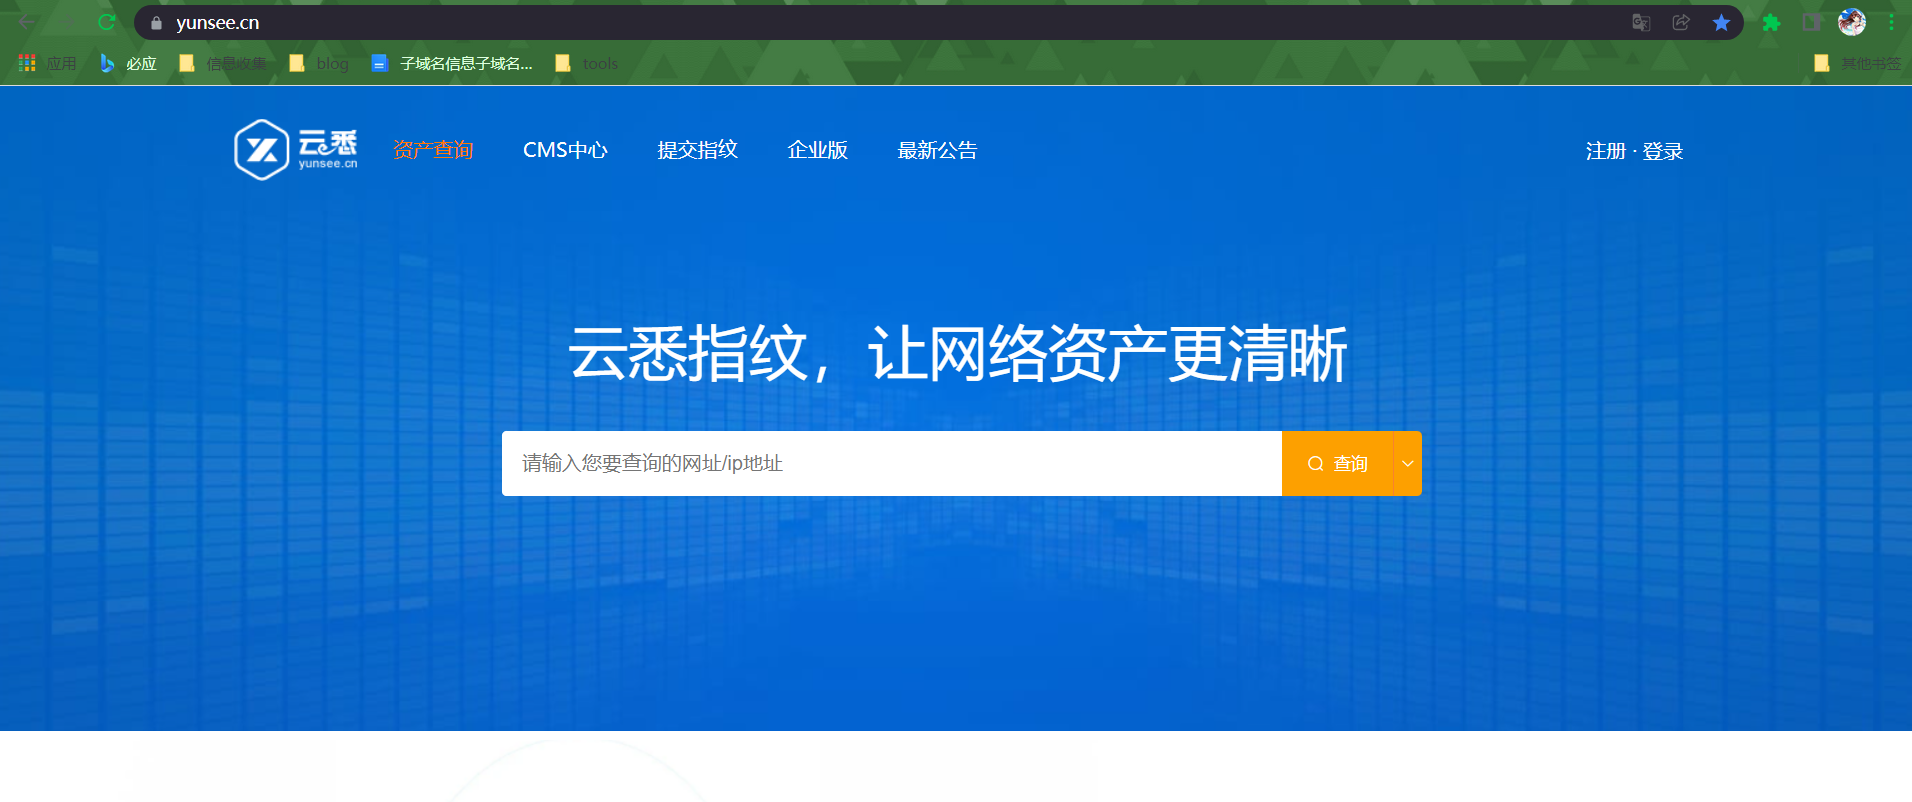 yunsee.cn
应用 必应 信息收集 blog 子域名信息子域名... tools 其他书签
云悉
yunsee.cn
资产查询 CMS中心 提交指纹 企业版 最新公告 注册 · 登录
云悉指纹，让网络资产更清晰
请输入您要查询的网址/ip地址 查询